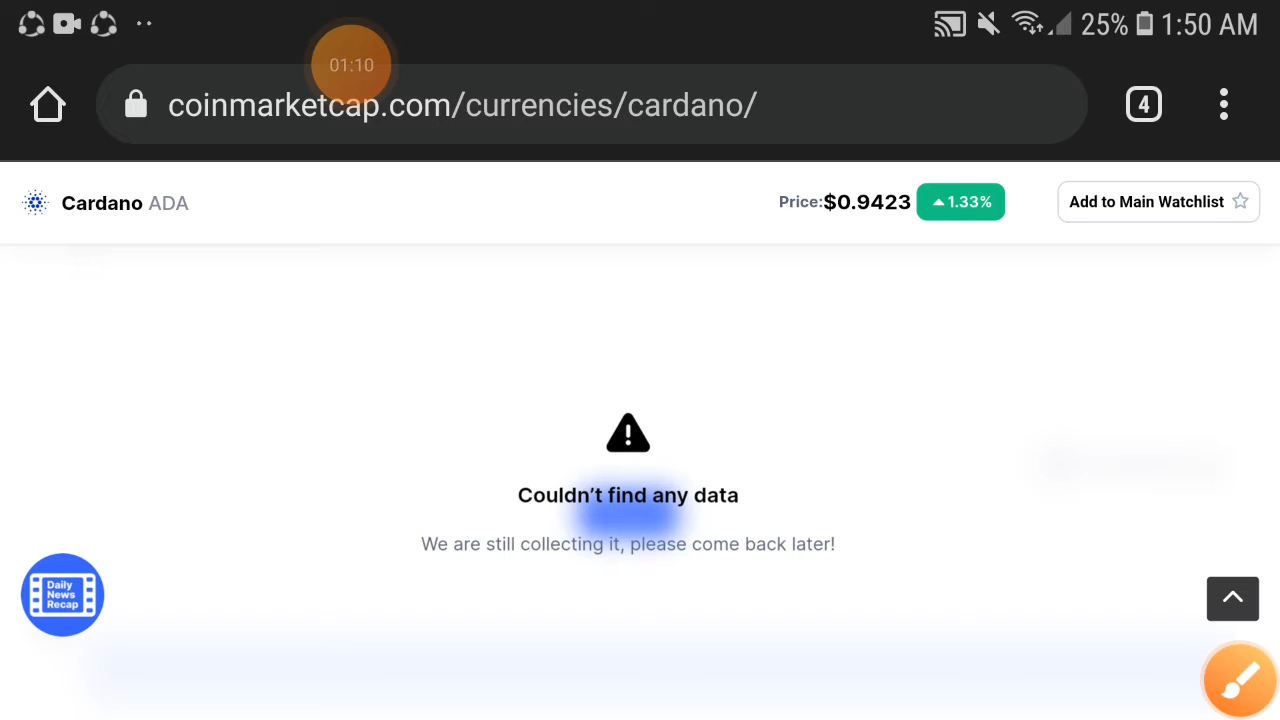 25% 1:50 AM
01:10
coinmarketcap.com/currencies/cardano/
4
Cardano ADA
Price:$0.9423
1.33%
Add to Main Watchlist
Couldn't find any data
We are still collecting it, please come back later!
Daily
News
Recap